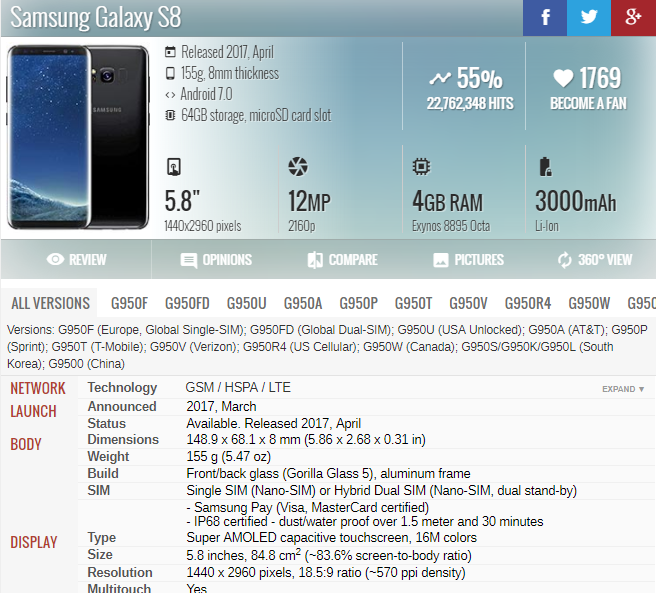 Samsung Galaxy S8
Released 2017, April
155g, 8mm thickness
Android 7.0
64GB storage, microSD card slot
55%
22,762,348 HITS
1769
BECOME A FAN
SAMSUNG
5.8"
1440x2960 pixels
12MP
2160p
4GB RAM
Exynos 8895 Octa
3000mAh
Li-Ion
REVIEW OPINIONS COMPARE PICTURES 360° VIEW
ALL VERSIONS G950F G950FD G950U G950A G950P G950T G950V G950R4 G950W G950
Versions: G950F (Europe, Global Single-SIM); G950FD (Global Dual-SIM); G950U (USA Unlocked); G950A (AT&T); G950P
(Sprint); G950T (T-Mobile); G950V (Verizon); G950R4 (US Cellular); G950W (Canada); G950S/G950K/G950L (South
Korea); G9500 (China)
NETWORK Technology GSM / HSPA / LTE EXPAND ▼
LAUNCH Announced 2017, March
Status Available. Released 2017, April
BODY Dimensions 148.9 x 68.1 x 8 mm (5.86 x 2.68 x 0.31 in)
Weight 155 g (5.47 oz)
Build Front/back glass (Gorilla Glass 5), aluminum frame
SIM Single SIM (Nano-SIM) or Hybrid Dual SIM (Nano-SIM, dual stand-by)
- Samsung Pay (Visa, MasterCard certified)
- IP68 certified - dust/water proof over 1.5 meter and 30 minutes
DISPLAY Type Super AMOLED capacitive touchscreen, 16M colors
Size 5.8 inches, 84.8 cm2 (~83.6% screen-to-body ratio)
Resolution 1440 x 2960 pixels, 18.5:9 ratio (~570 ppi density)
Multitouch Yes